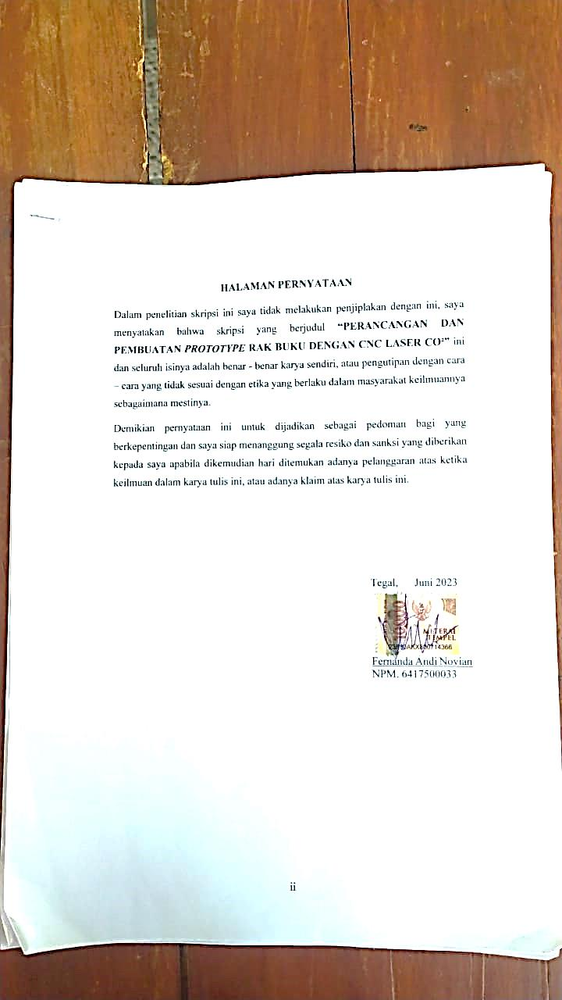 HALAMAN PERNYATAAN
Dalam penelitian skripsi ini saya tidak melakukan penjiplakan dengan ini, saya
menyatakan bahwa skripsi yang berjudul “PERANCANGAN DAN
PEMBUATAN PROTOTYPE RAK BUKU DENGAN CNC LASER CO²” ini
dan seluruh isinya adalah benar - benar karya sendiri, atau pengutipan dengan cara
– cara yang tidak sesuai dengan etika yang berlaku dalam masyarakat keilmuannya
sebagaimana mestinya.
Demikian pernyataan ini untuk dijadikan sebagai pedoman bagi yang
berkepentingan dan saya siap menanggung segala resiko dan sanksi yang diberikan
kepada saya apabila dikemudian hari ditemukan adanya pelanggaran atas ketika
keilmuan dalam karya tulis ini, atau adanya klaim atas karya tulis ini.
Tegal, Juni 2023
10000
METERAI
TEMPEL
Fernanda Andi Novian
NPM. 6417500033
ii